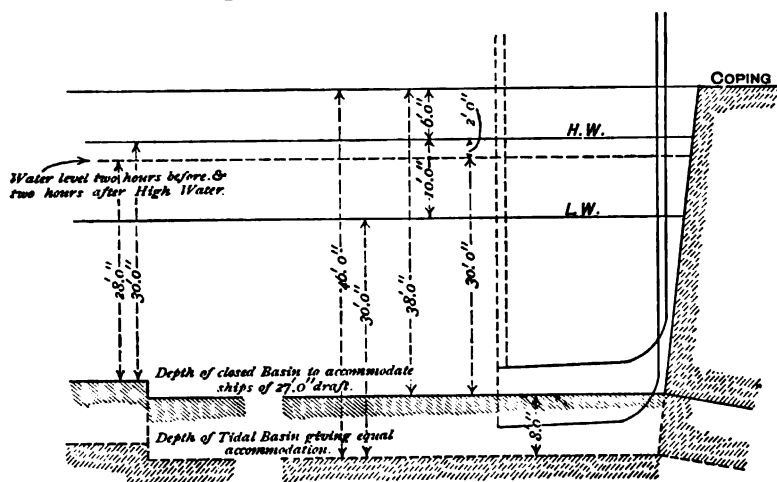 COPING
6'.0"
2'.0"
H.W.
Water level two hours before &
two hours after High Water.
10'.0"
L.W.
28'.0"
30'.0"
46'.0"
30'.0"
38'.0"
30'.0"
Depth of closed Basin to accommodate
ships of 27'.0" draft.
Depth of Tidal Basin giving equal
accommodation.
8'.0"